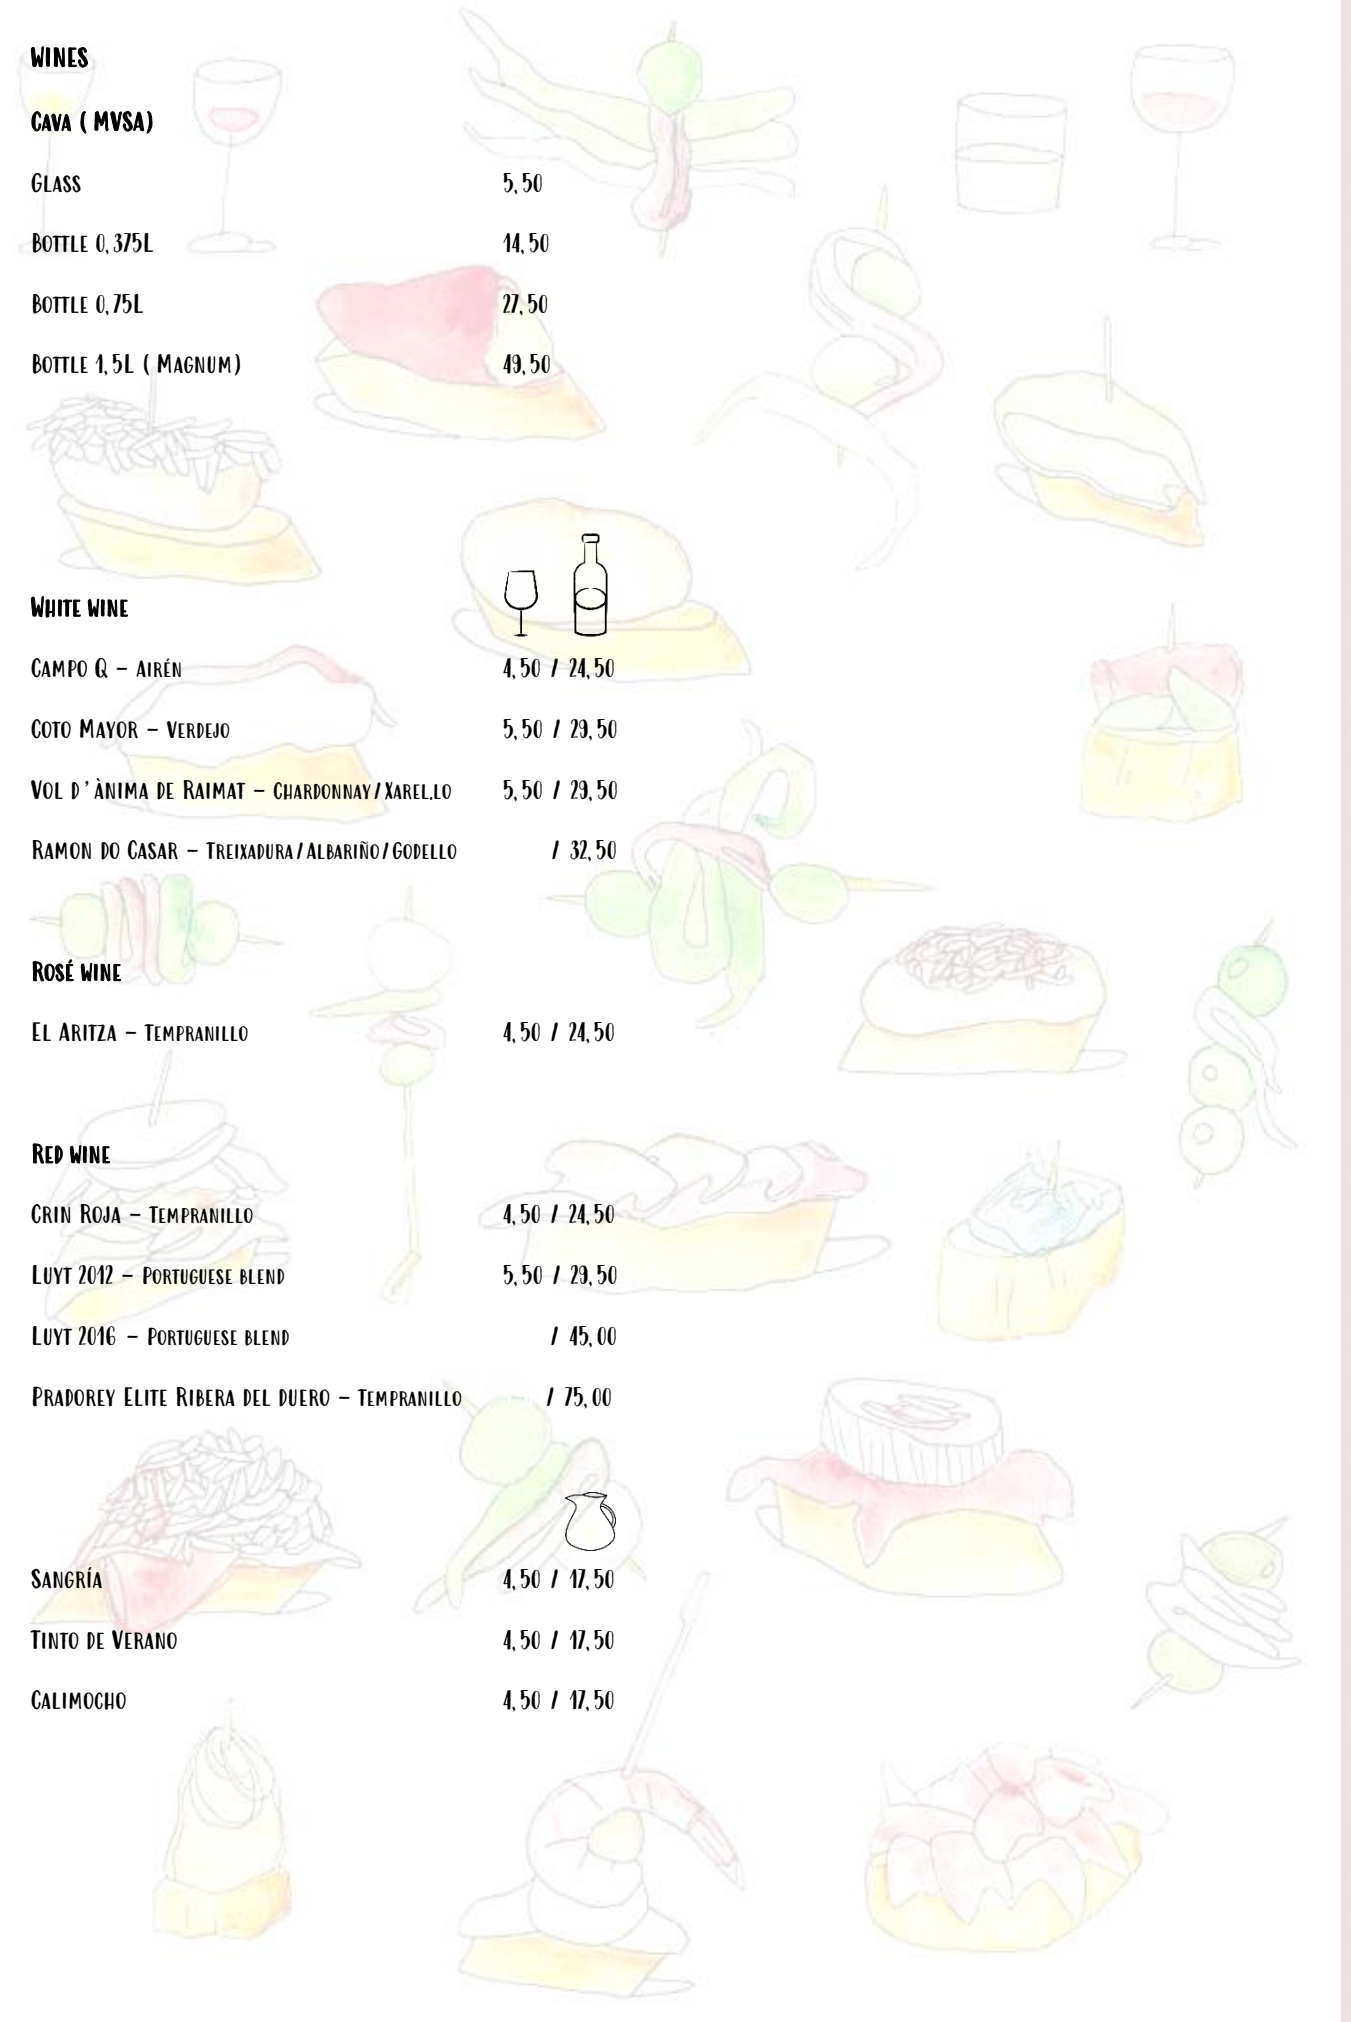 Wines
Cava ( MVSA)
Glass 5,50
Bottle 0,375L 14,50
Bottle 0,75L 27,50
Bottle 1,5L ( Magnum) 49,50
White wine
Campo Q – Airén 4,50 / 24,50
Coto Mayor – Verdejo 5,50 / 29,50
Vol d'Ànima de Raimat – Chardonnay/Xarel.lo 5,50 / 29,50
Ramon do Casar – Treixadura/Albariño/Godello / 32,50
Rosé wine
El Aritza – Tempranillo 4,50 / 24,50
Red wine
Crin Roja – Tempranillo 4,50 / 24,50
Luyt 2012 – Portuguese blend 5,50 / 29,50
Luyt 2016 – Portuguese blend / 45,00
Pradorey Elite Ribera del duero – Tempranillo / 75,00
Sangría 4,50 / 17,50
Tinto de Verano 4,50 / 17,50
Calimocho 4,50 / 17,50